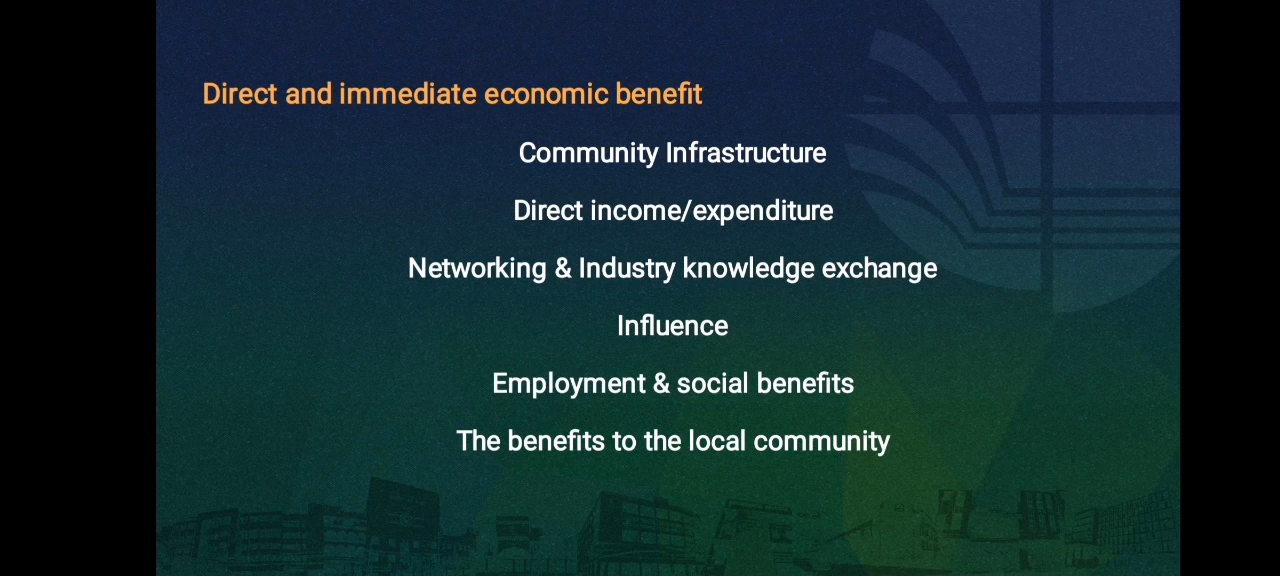 Direct and immediate economic benefit
Community Infrastructure
Direct income/expenditure
Networking & Industry knowledge exchange
Influence
Employment & social benefits
The benefits to the local community